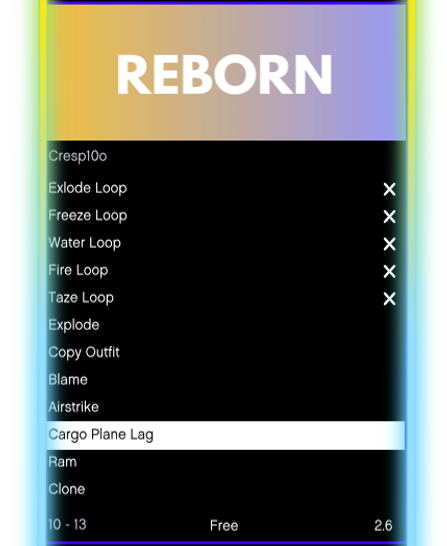 REBORN
Cresp10o
Exlode Loop X
Freeze Loop X
Water Loop X
Fire Loop X
Taze Loop X
Explode
Copy Outfit
Blame
Airstrike
Cargo Plane Lag
Ram
Clone
10 - 13 Free 2.6